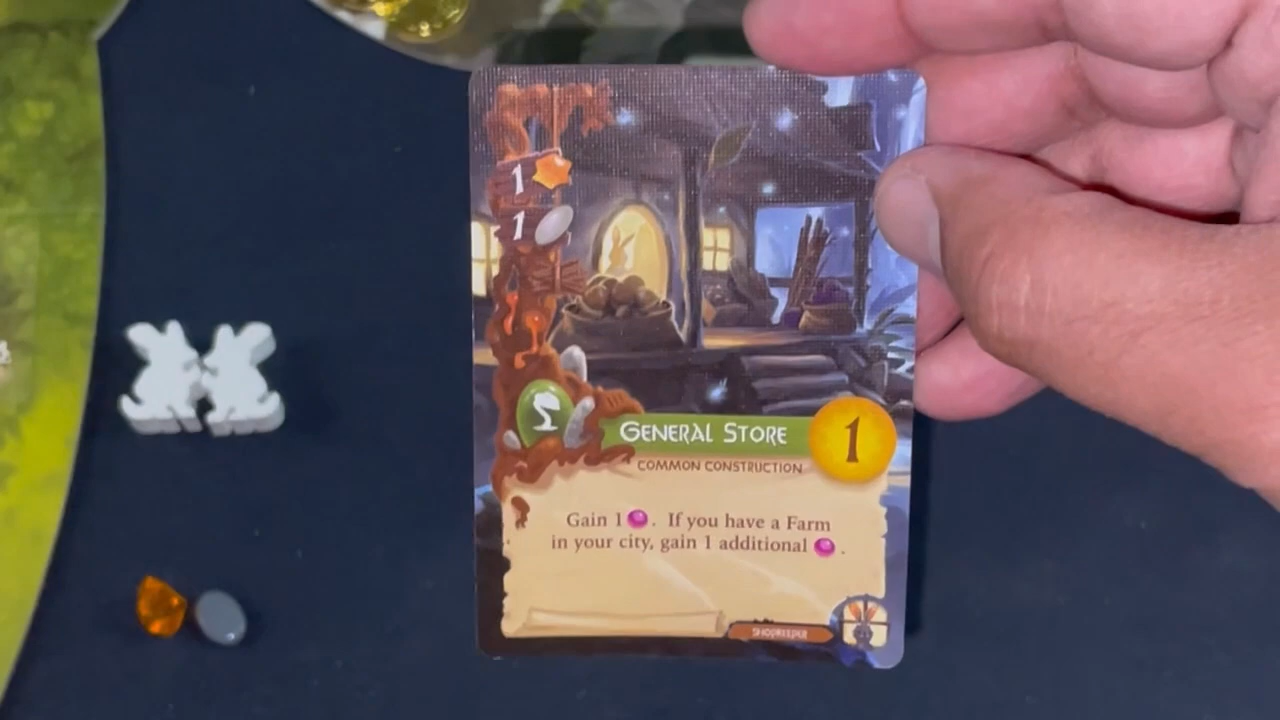 1
1
GENERAL STORE
1
COMMON CONSTRUCTION
Gain 1. If you have a Farm
in your city, gain 1 additional.
SHOPKEEPER